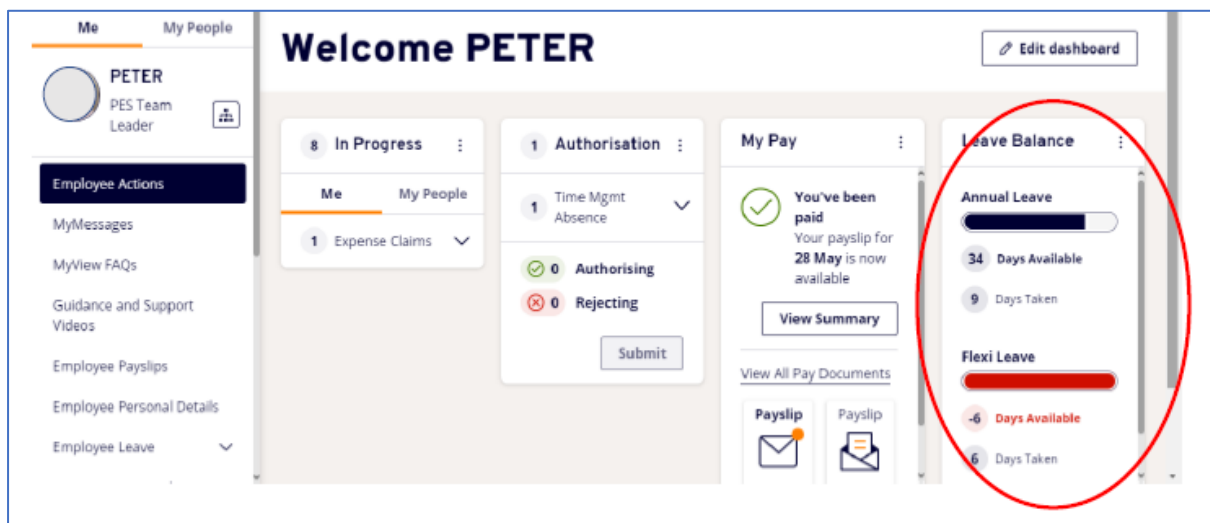 Me
My People
PETER
PES Team
Leader
Employee Actions
MyMessages
MyView FAQs
Guidance and Support
Videos
Employee Payslips
Employee Personal Details
Employee Leave
Welcome PETER
Edit dashboard
8 In Progress
Me
My People
1 Expense Claims
1 Authorisation
1 Time Mgmt
Absence
0 Authorising
0 Rejecting
Submit
My Pay
You've been
paid
Your payslip for
28 May is now
available
View Summary
View All Pay Documents
Payslip
Payslip
Leave Balance
Annual Leave
34 Days Available
9 Days Taken
Flexi Leave
-6 Days Available
6 Days Taken